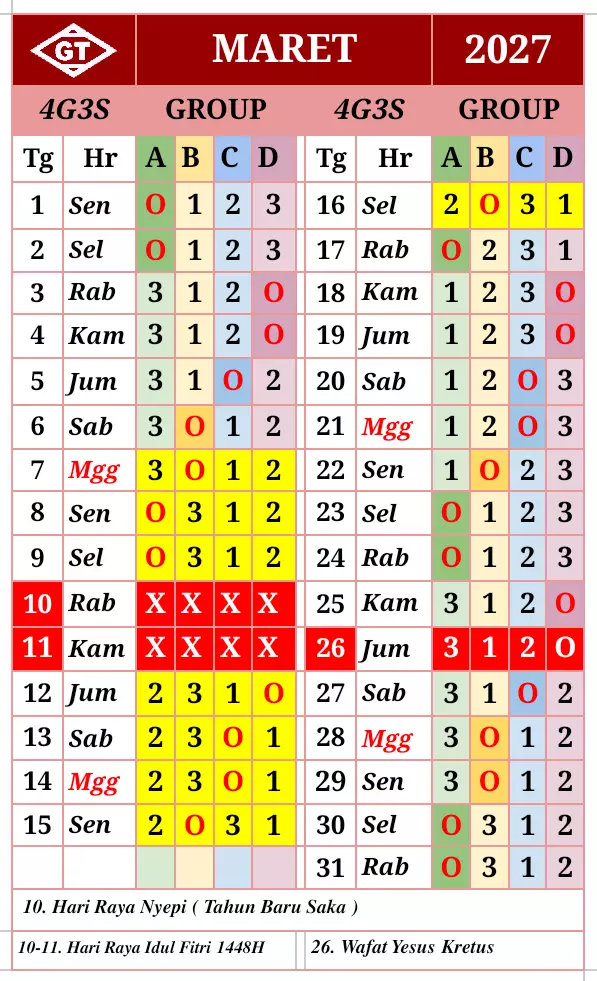 GT MARET 2027
4G3S GROUP 4G3S GROUP
Tg Hr A B C D Tg Hr A B C D
1 Sen O 1 2 3 16 Sel 2 O 3 1
2 Sel O 1 2 3 17 Rab O 2 3 1
3 Rab 3 1 2 O 18 Kam 1 2 3 O
4 Kam 3 1 2 O 19 Jum 1 2 3 O
5 Jum 3 1 O 2 20 Sab 1 2 O 3
6 Sab 3 O 1 2 21 Mgg 1 2 O 3
7 Mgg 3 O 1 2 22 Sen 1 O 2 3
8 Sen O 3 1 2 23 Sel O 1 2 3
9 Sel O 3 1 2 24 Rab O 1 2 3
10 Rab X X X X 25 Kam 3 1 2 O
11 Kam X X X X 26 Jum 3 1 2 O
12 Jum 2 3 1 O 27 Sab 3 1 O 2
13 Sab 2 3 O 1 28 Mgg 3 O 1 2
14 Mgg 2 3 O 1 29 Sen 3 O 1 2
15 Sen 2 O 3 1 30 Sel O 3 1 2
31 Rab O 3 1 2
10. Hari Raya Nyepi ( Tahun Baru Saka )
10-11. Hari Raya Idul Fitri 1448H 26. Wafat Yesus Kretus